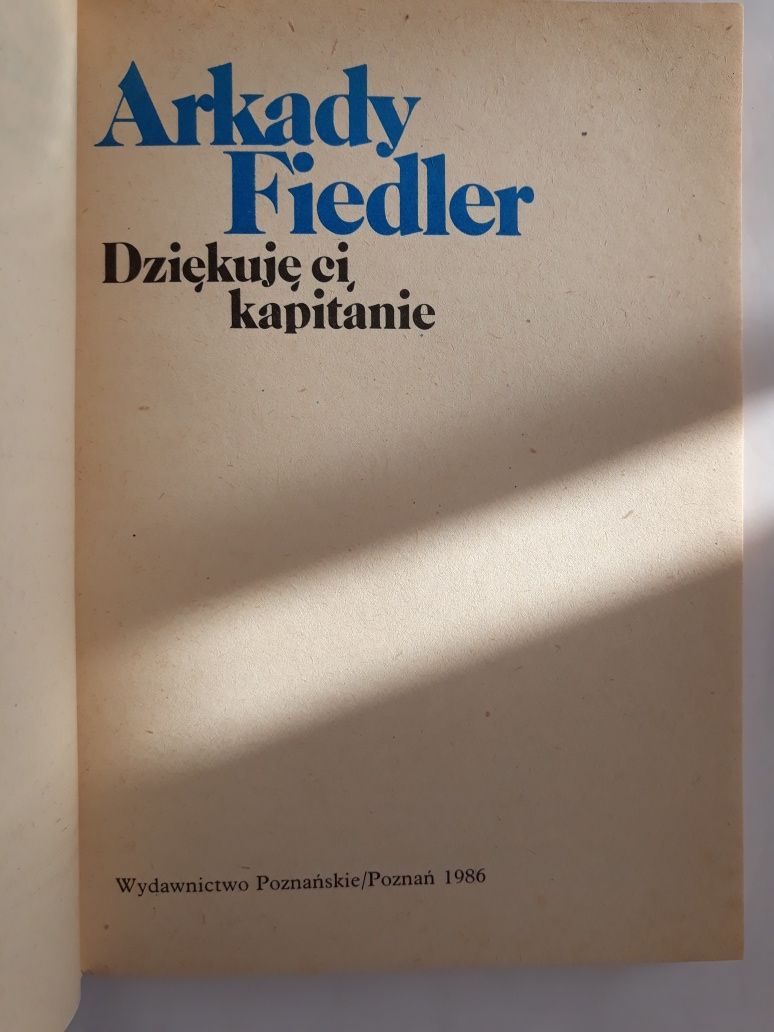 Arkady
Fiedler
Dziękuję ci,
kapitanie
Wydawnictwo Poznańskie/Poznań 1986